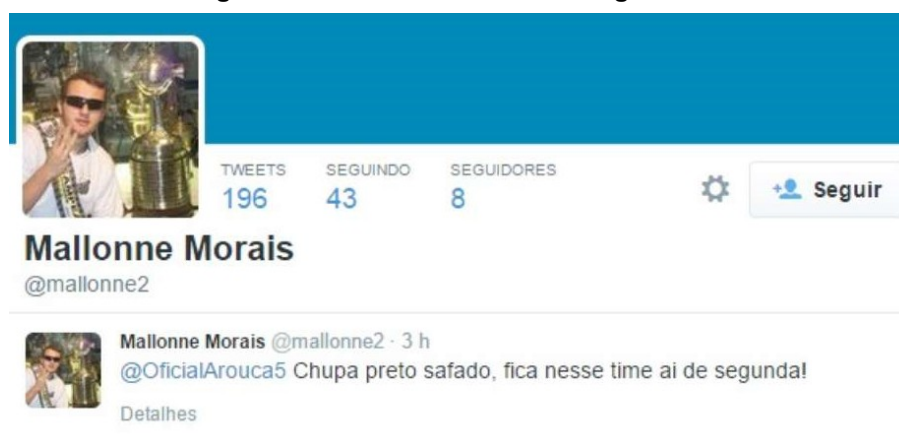 TWEETS SEGUINDO SEGUIDORES
196 43 8
Seguir
Mallonne Morais
@mallonne2
Mallonne Morais @mallonne2 · 3 h
@OficialArouca5 Chupa preto safado, fica nesse time ai de segunda!
Detalhes